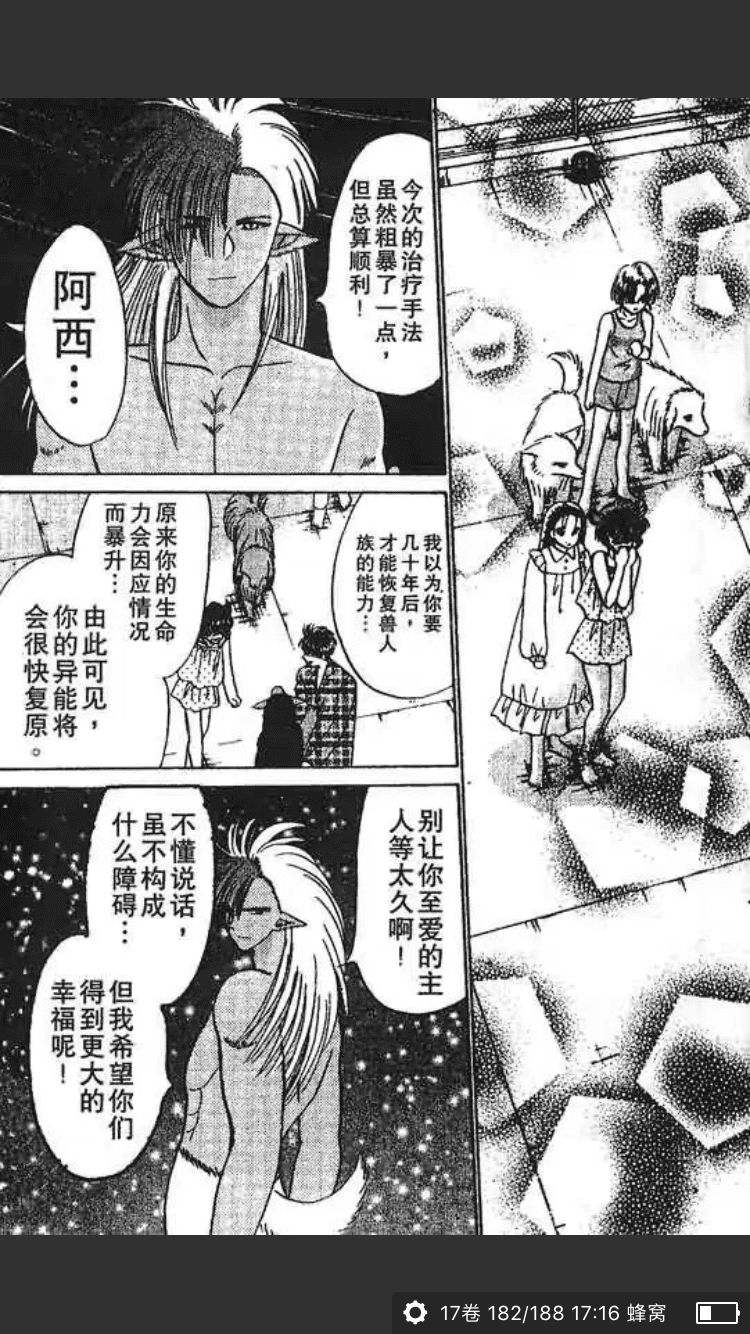 今次的治疗手法
虽然粗暴了一点，
但总算顺利！
阿西…
我以为你要
几十年后，
才能恢复兽人
族的能力…
原来你的生命
力会因应情况
而暴升…
由此可见，
你的异能将
会很快复原。
别让你至爱的主
人等太久啊！
不懂说话，
虽不构成
什么障碍…
但我希望你们
得到更大的
幸福呢！
17卷 182/188 17:16 蜂窝